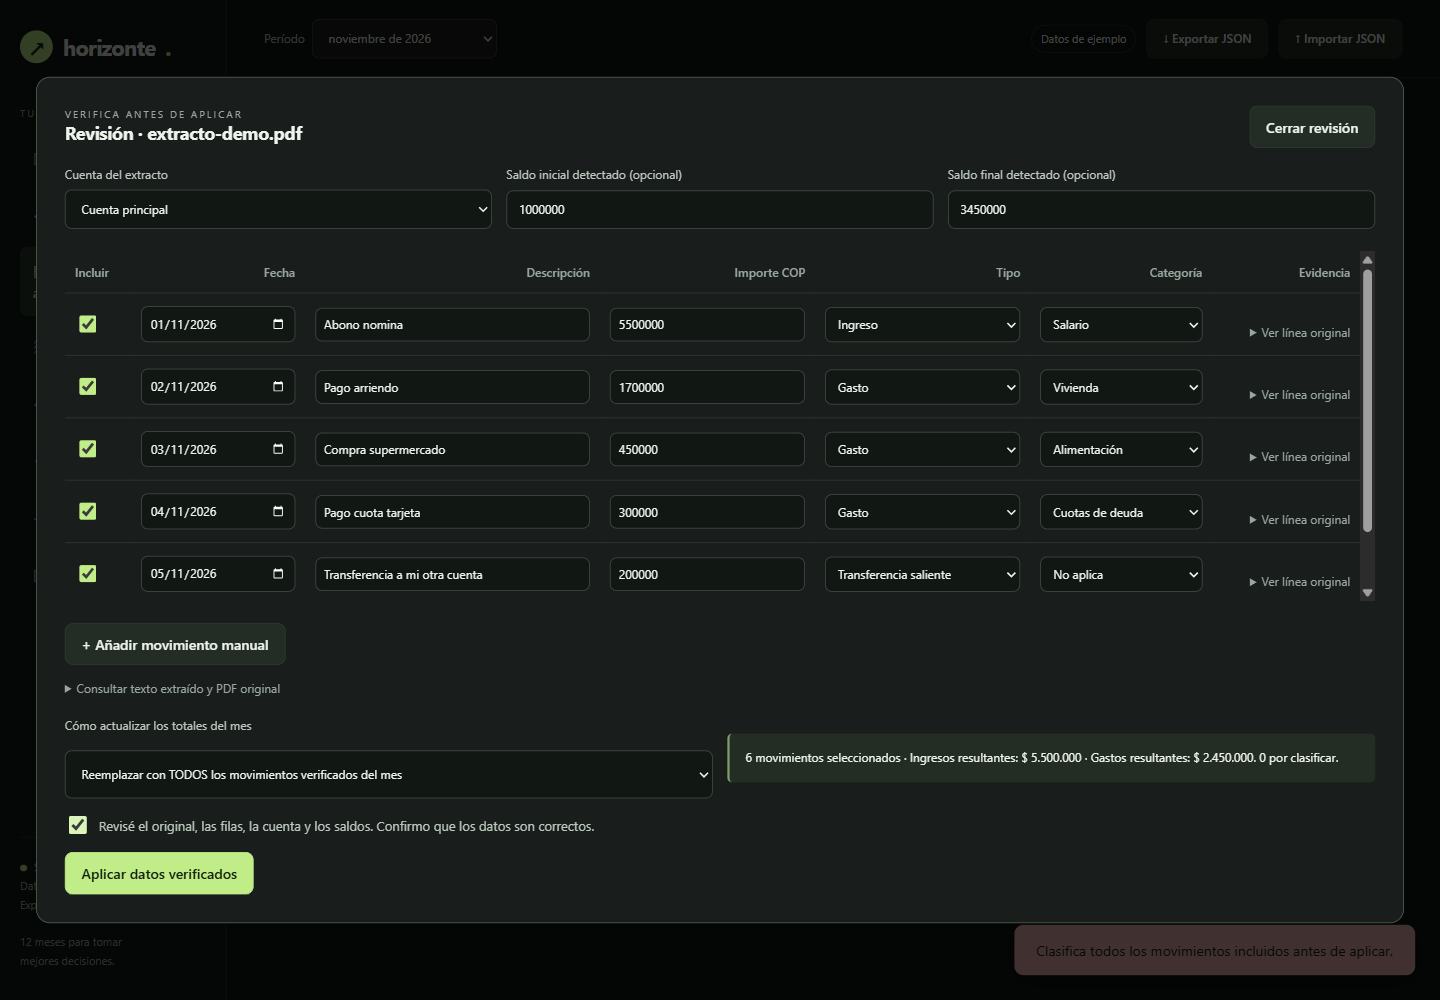 horizonte .
Período
noviembre de 2026
Datos de ejemplo
↓ Exportar JSON
↑ Importar JSON
TU
VERIFICA ANTES DE APLICAR
Revisión · extracto-demo.pdf
Cerrar revisión
Cuenta del extracto
Saldo inicial detectado (opcional)
Saldo final detectado (opcional)
Cuenta principal
1000000
3450000
Incluir Fecha Descripción Importe COP Tipo Categoría Evidencia
01/11/2026 Abono nomina 5500000 Ingreso Salario ▶ Ver línea original
02/11/2026 Pago arriendo 1700000 Gasto Vivienda ▶ Ver línea original
03/11/2026 Compra supermercado 450000 Gasto Alimentación ▶ Ver línea original
04/11/2026 Pago cuota tarjeta 300000 Gasto Cuotas de deuda ▶ Ver línea original
05/11/2026 Transferencia a mi otra cuenta 200000 Transferencia saliente No aplica ▶ Ver línea original
+ Añadir movimiento manual
▶ Consultar texto extraído y PDF original
Cómo actualizar los totales del mes
Reemplazar con TODOS los movimientos verificados del mes
6 movimientos seleccionados · Ingresos resultantes: $ 5.500.000 · Gastos resultantes: $ 2.450.000. 0 por clasificar.
Revisé el original, las filas, la cuenta y los saldos. Confirmo que los datos son correctos.
Aplicar datos verificados
Dat
Exp
12 meses para tomar
mejores decisiones.
Clasifica todos los movimientos incluidos antes de aplicar.